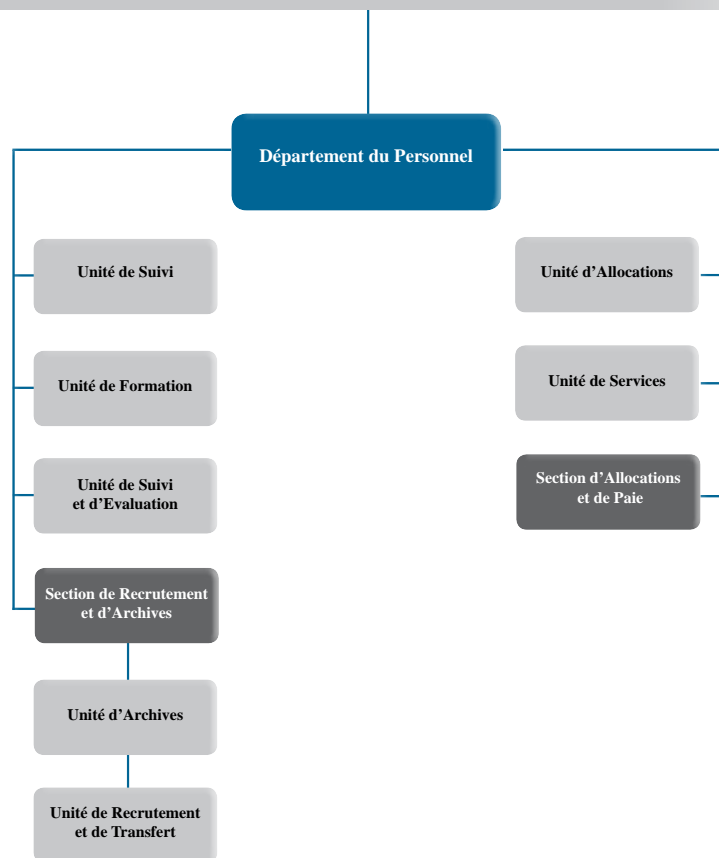 Département du Personnel
Unité de Suivi
Unité de Formation
Unité de Suivi
et d’Evaluation
Section de Recrutement
et d’Archives
Unité d’Archives
Unité de Recrutement
et de Transfert
Unité d’Allocations
Unité de Services
Section d’Allocations
et de Paie